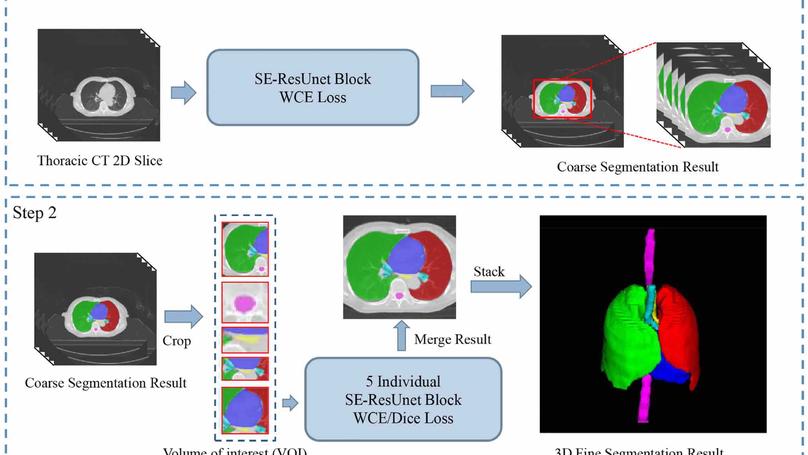 SE-ResUnet Block
WCE Loss
Thoracic CT 2D Slice
Coarse Segmentation Result
Step 2
Stack
Crop
Merge Result
Coarse Segmentation Result
5 Individual
SE-ResUnet Block
WCE/Dice Loss
Volume of interest (VOI)
3D Fine Segmentation Result